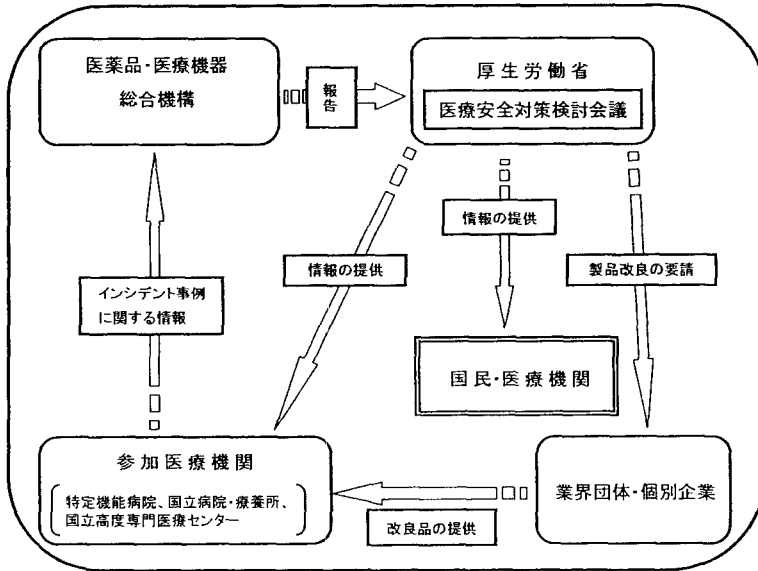 医薬品・医療機器
総合機構
報告
厚生労働省
医療安全対策検討会議
情報の提供
情報の提供
製品改良の要請
インシデント事例
に関する情報
国民・医療機関
参加医療機関
特定機能病院、国立病院・療養所、
国立高度専門医療センター
業界団体・個別企業
改良品の提供